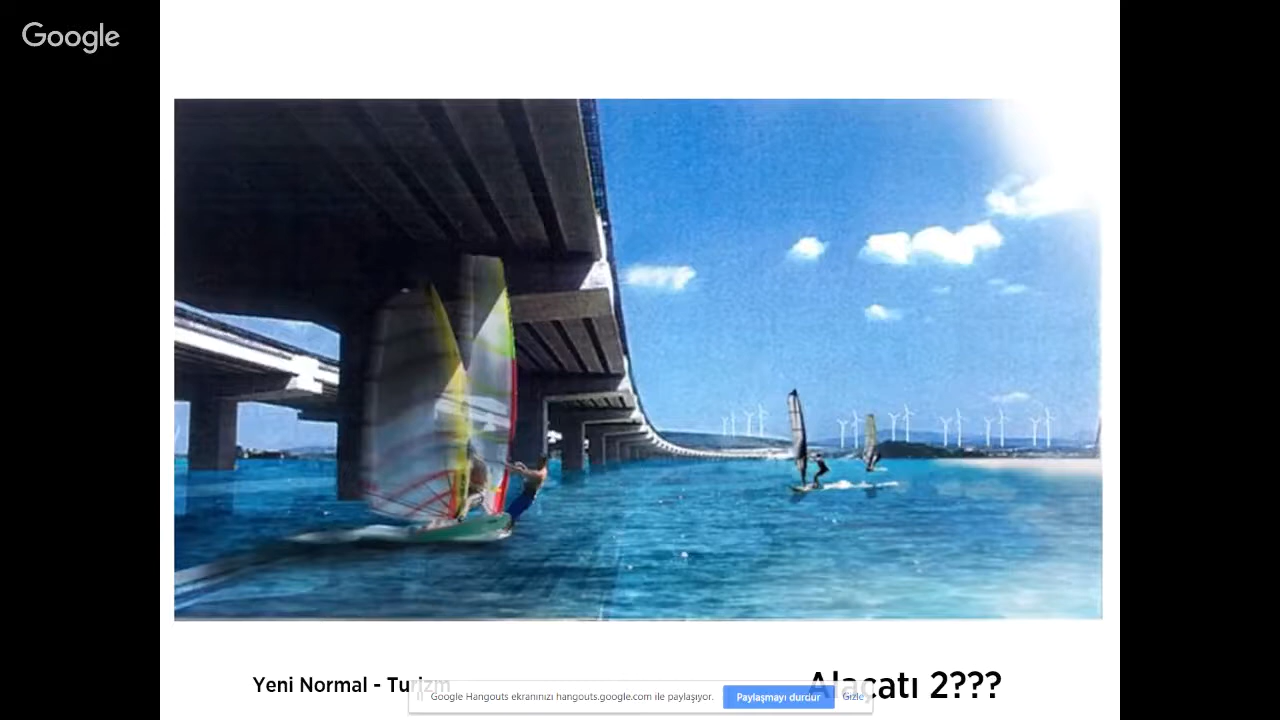 Google
Yeni Normal - Turizm
Alaçatı 2???
Google Hangouts ekranınızı hangouts.google.com ile paylaşıyor.
Paylaşmayı durdur
Gizle